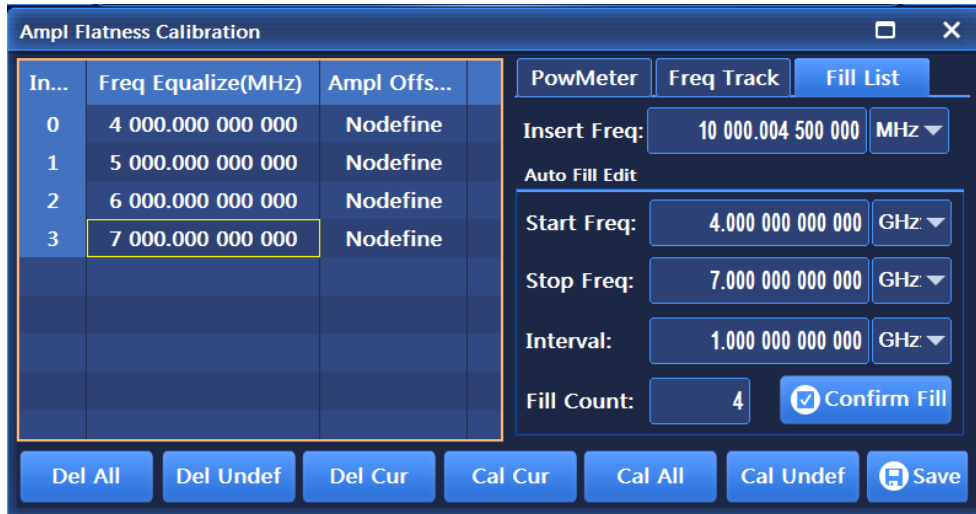 Ampl Flatness Calibration
In... Freq Equalize(MHz) Ampl Offs...
0 4 000.000 000 000 Nodefine
1 5 000.000 000 000 Nodefine
2 6 000.000 000 000 Nodefine
3 7 000.000 000 000 Nodefine
PowMeter Freq Track Fill List
Insert Freq: 10 000.004 500 000 MHz
Auto Fill Edit
Start Freq: 4.000 000 000 000 GHz
Stop Freq: 7.000 000 000 000 GHz
Interval: 1.000 000 000 000 GHz
Fill Count: 4 Confirm Fill
Del All Del Undef Del Cur Cal Cur Cal All Cal Undef Save